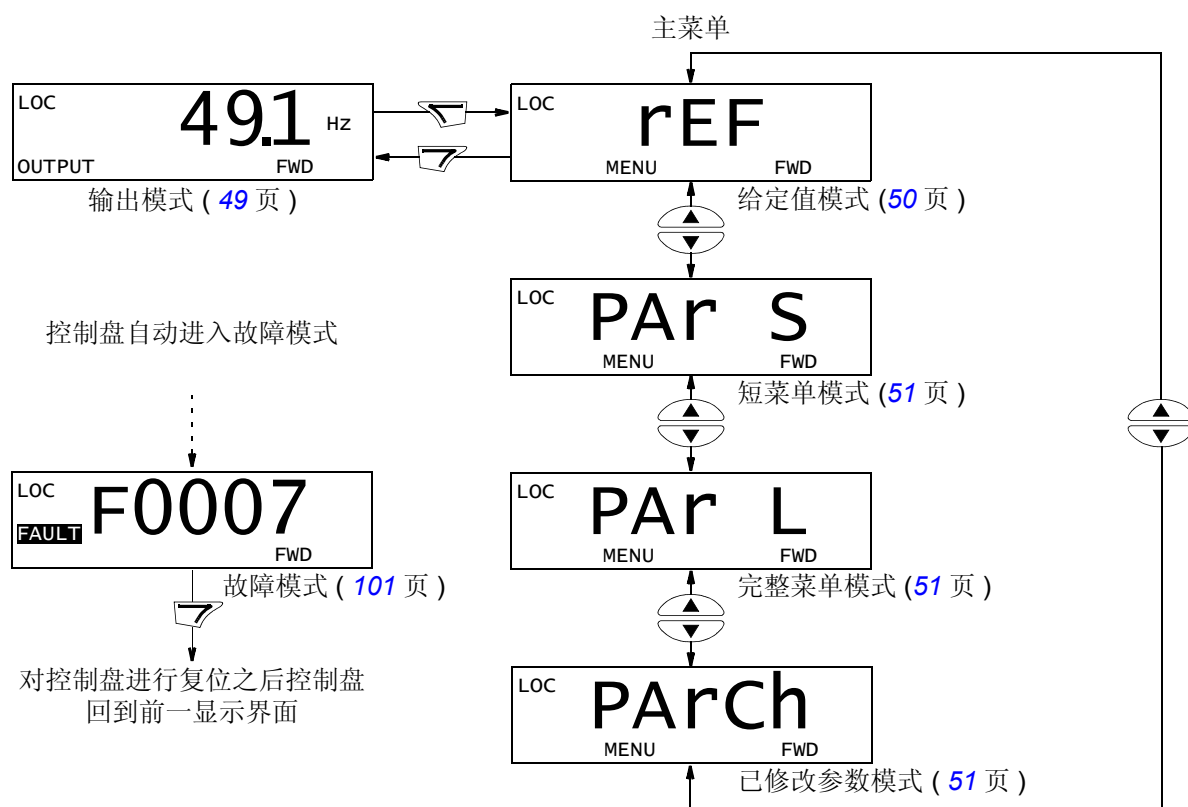 主菜单
LOC 49.1 Hz
OUTPUT FWD
输出模式 ( 49 页 )
LOC rEF
MENU FWD
给定值模式 (50 页 )
LOC PAr S
MENU FWD
短菜单模式 (51 页 )
控制盘自动进入故障模式
LOC F0007
FAULT
FWD
故障模式 ( 101 页 )
对控制盘进行复位之后控制盘
回到前一显示界面
LOC PAr L
MENU FWD
完整菜单模式 (51 页 )
LOC PArCh
MENU FWD
已修改参数模式 ( 51 页 )